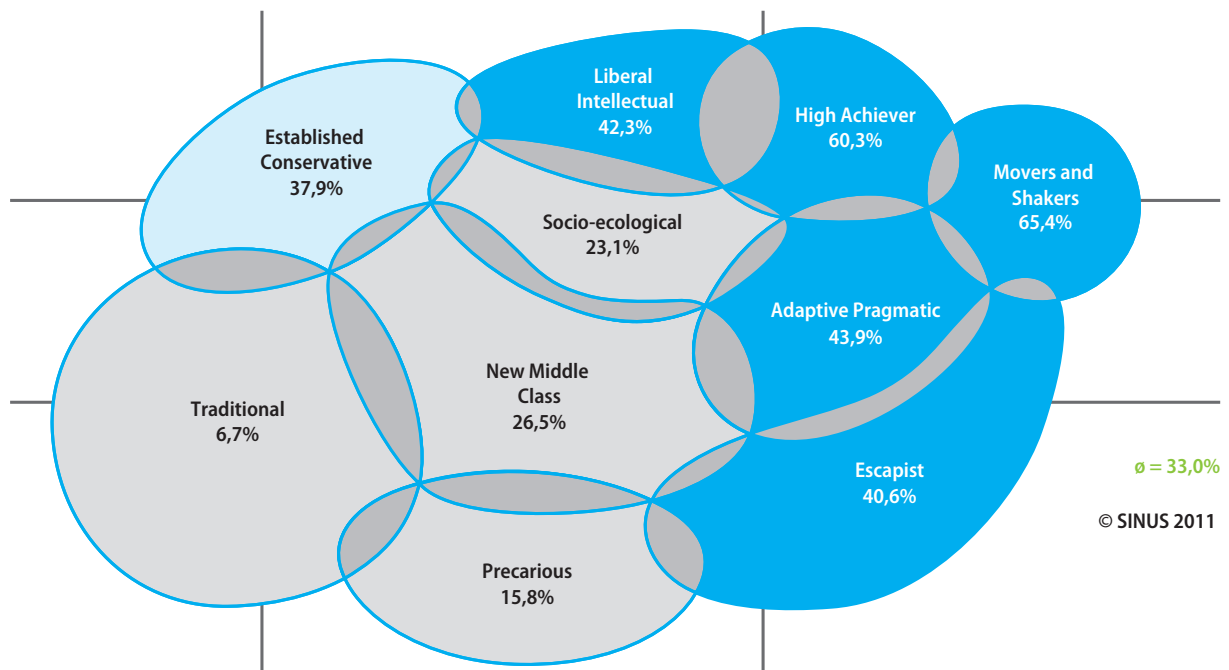 Liberal
Intellectual
42,3%
High Achiever
60,3%
Established
Conservative
37,9%
Movers and
Shakers
65,4%
Socio-ecological
23,1%
Adaptive Pragmatic
43,9%
New Middle
Class
26,5%
Traditional
6,7%
Escapist
40,6%
ø = 33,0%
© SINUS 2011
Precarious
15,8%